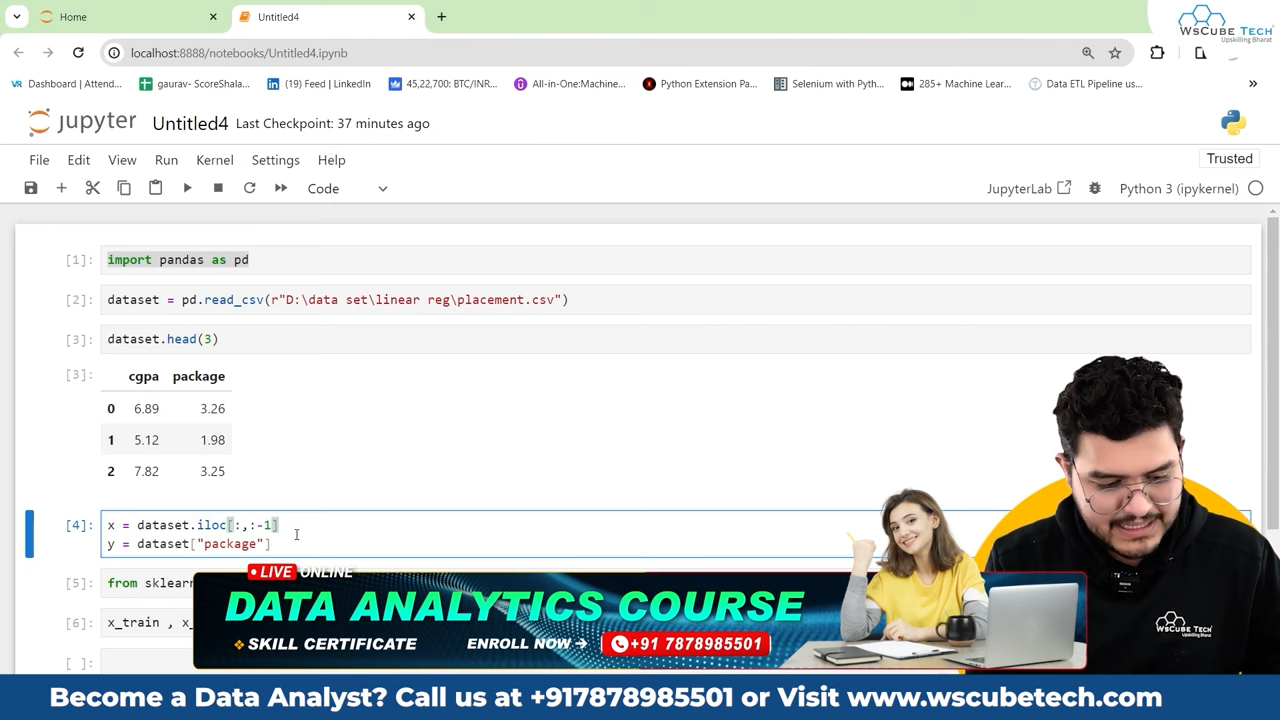 Home
Untitled4
WsCube Tech
Upskilling Bharat
localhost:8888/notebooks/Untitled4.ipynb
VR Dashboard | Attend...
gaurav- ScoreShala...
(19) Feed | LinkedIn
45,22,700: BTC/INR...
All-in-One:Machine...
Python Extension Pa...
Selenium with Pyth...
285+ Machine Lear...
Data ETL Pipeline us...
jupyter Untitled4 Last Checkpoint: 37 minutes ago
File Edit View Run Kernel Settings Help
Trusted
Code
JupyterLab
Python 3 (ipykernel)
[1]: import pandas as pd
[2]: dataset = pd.read_csv(r"D:\data set\linear reg\placement.csv")
[3]: dataset.head(3)
[3]: cgpa package
0 6.89 3.26
1 5.12 1.98
2 7.82 3.25
[4]: x = dataset.iloc[:,:-1]
y = dataset["package"]
[5]: from sklearn
[6]: x_train , x_
[ ]:
• LIVE ONLINE
DATA ANALYTICS COURSE
❖ SKILL CERTIFICATE ENROLL NOW → +91 7878985501
WsCube Tech
Upskilling Bharat
Become a Data Analyst? Call us at +917878985501 or Visit www.wscubetech.com